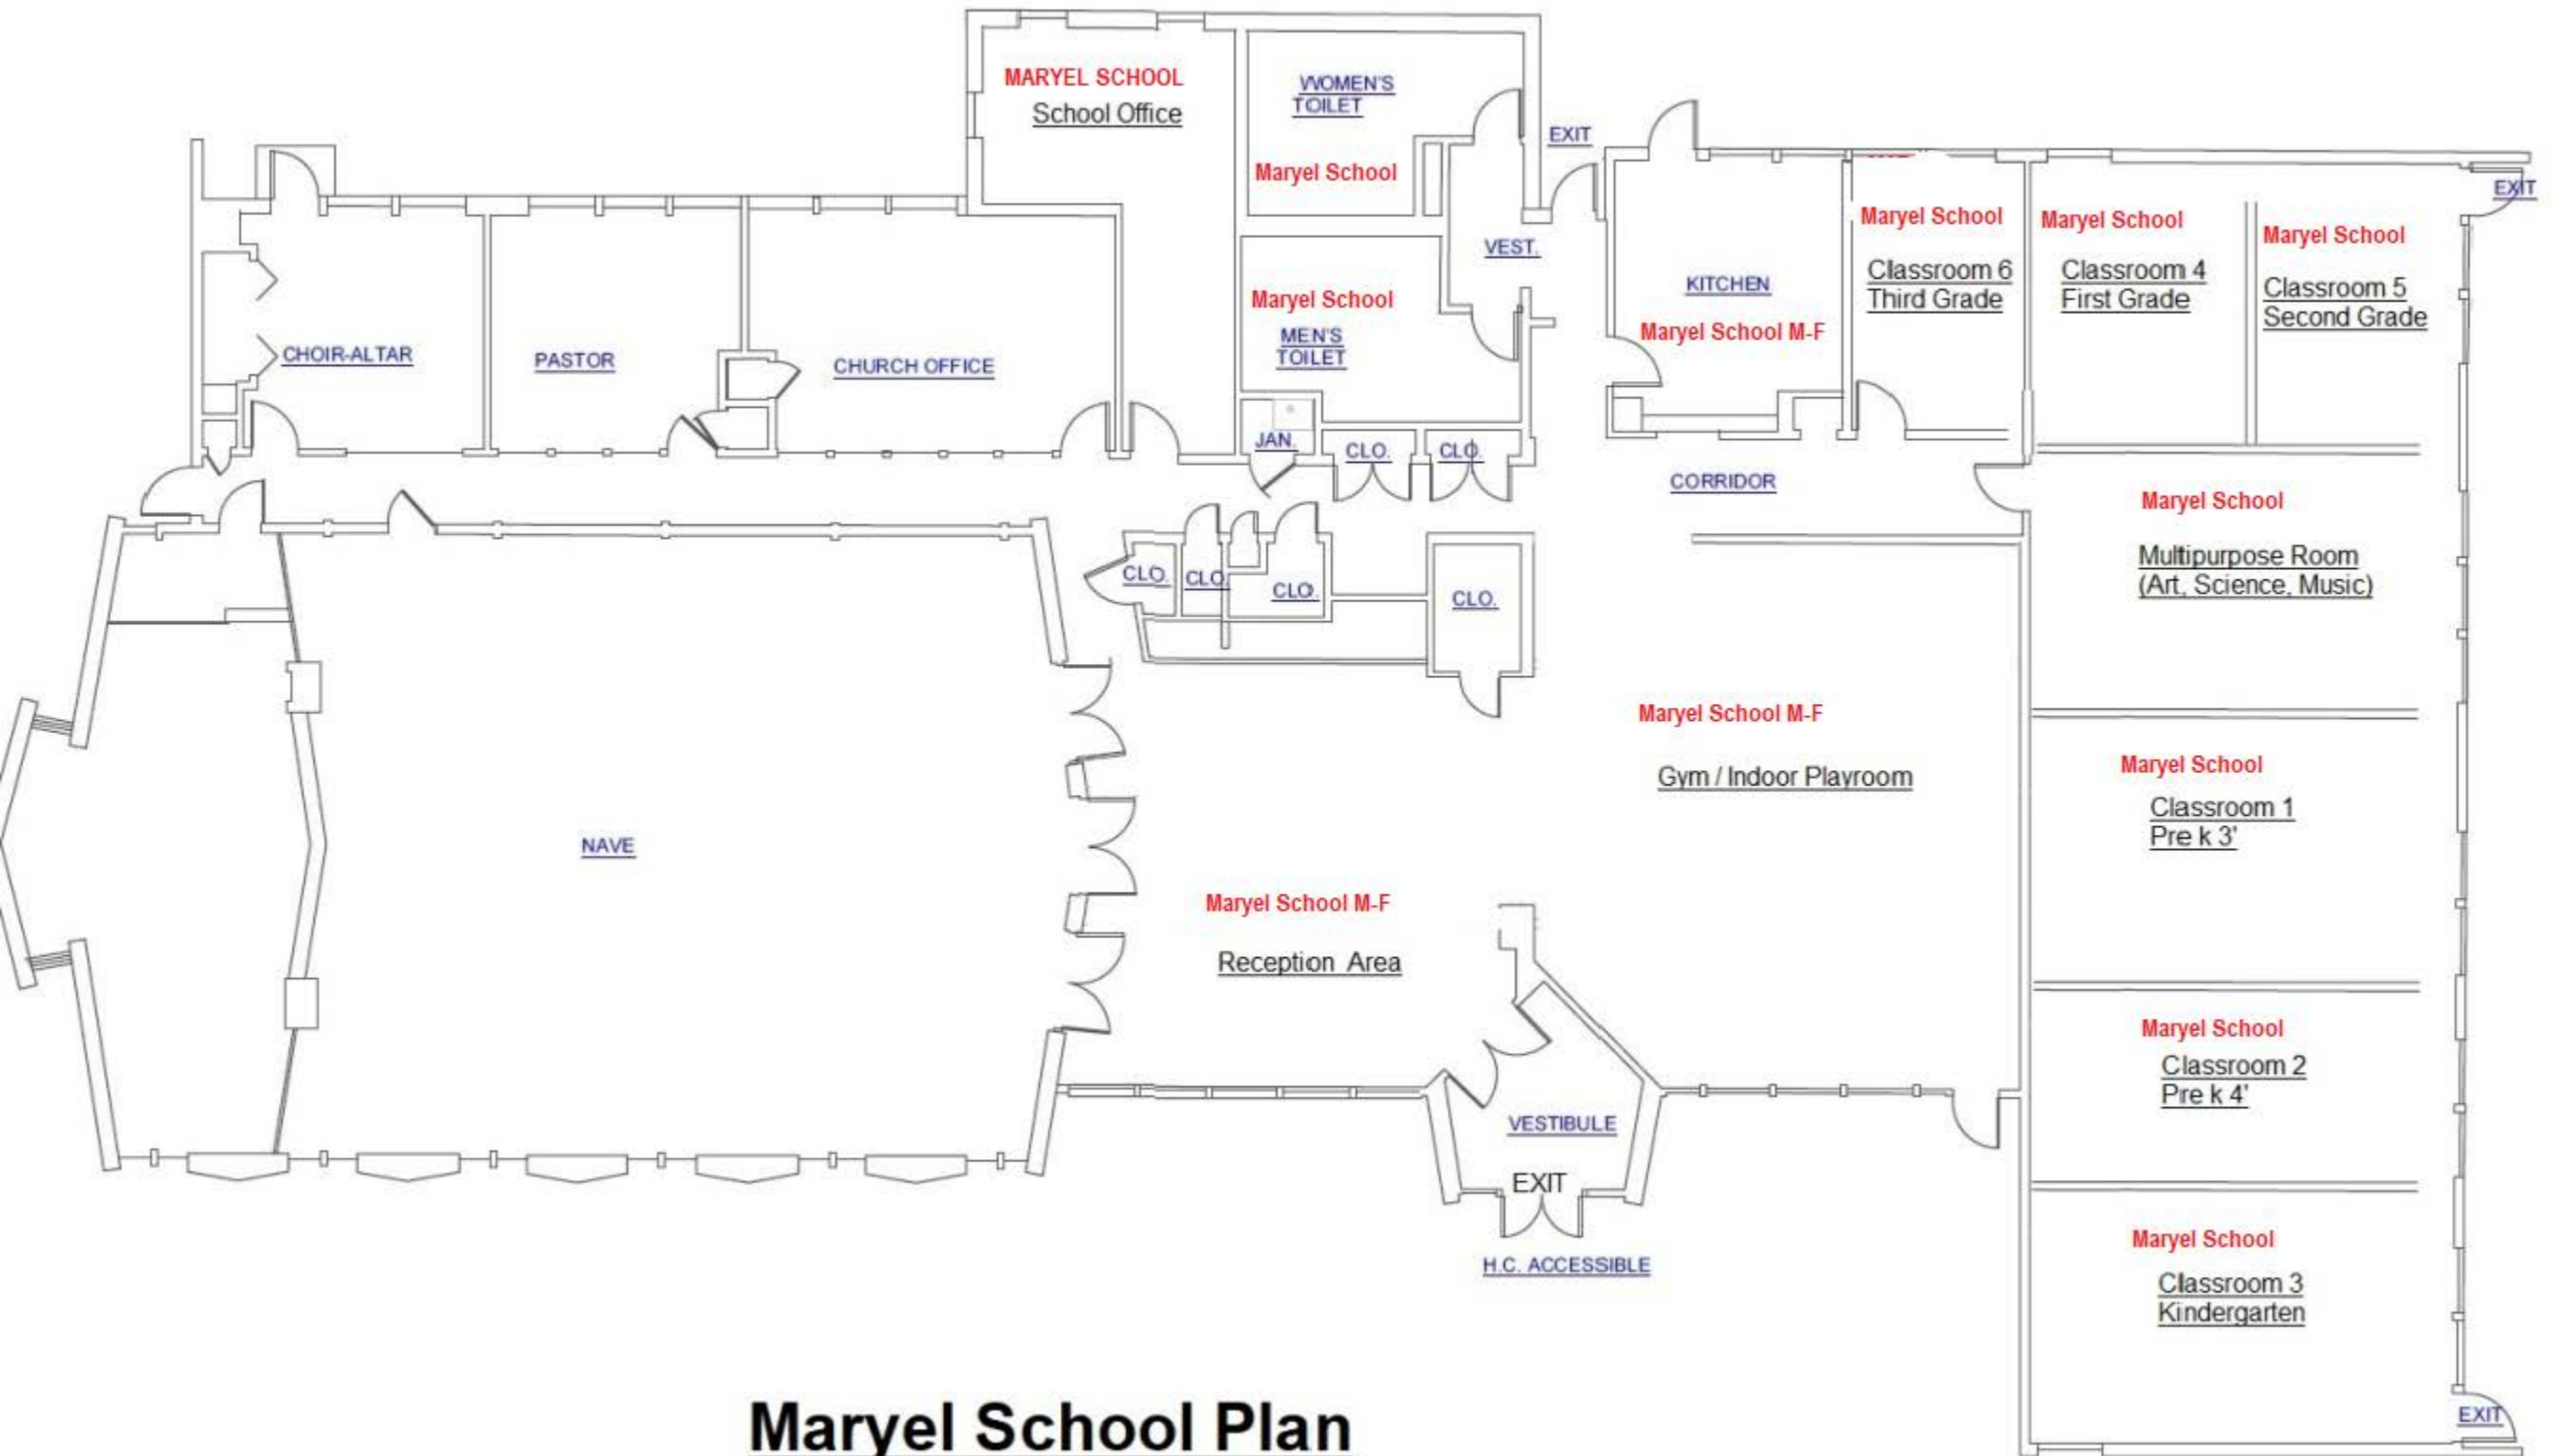 MARYEL SCHOOL
School Office
WOMEN'S
TOILET
Maryel School
EXIT
VEST.
Maryel School
MEN'S
TOILET
KITCHEN
Maryel School M-F
Maryel School
Classroom 6
Third Grade
Maryel School
Classroom 4
First Grade
Maryel School
Classroom 5
Second Grade
EXIT
CHOIR-ALTAR
PASTOR
CHURCH OFFICE
JAN.
CLO.
CLO.
CORRIDOR
CLO.
CLO.
CLO.
CLO.
Maryel School
Multipurpose Room
(Art, Science, Music)
Maryel School M-F
Gym / Indoor Playroom
Maryel School
Classroom 1
Pre k 3'
NAVE
Maryel School M-F
Reception Area
Maryel School
Classroom 2
Pre k 4'
VESTIBULE
EXIT
H.C. ACCESSIBLE
Maryel School
Classroom 3
Kindergarten
EXIT
Maryel School Plan